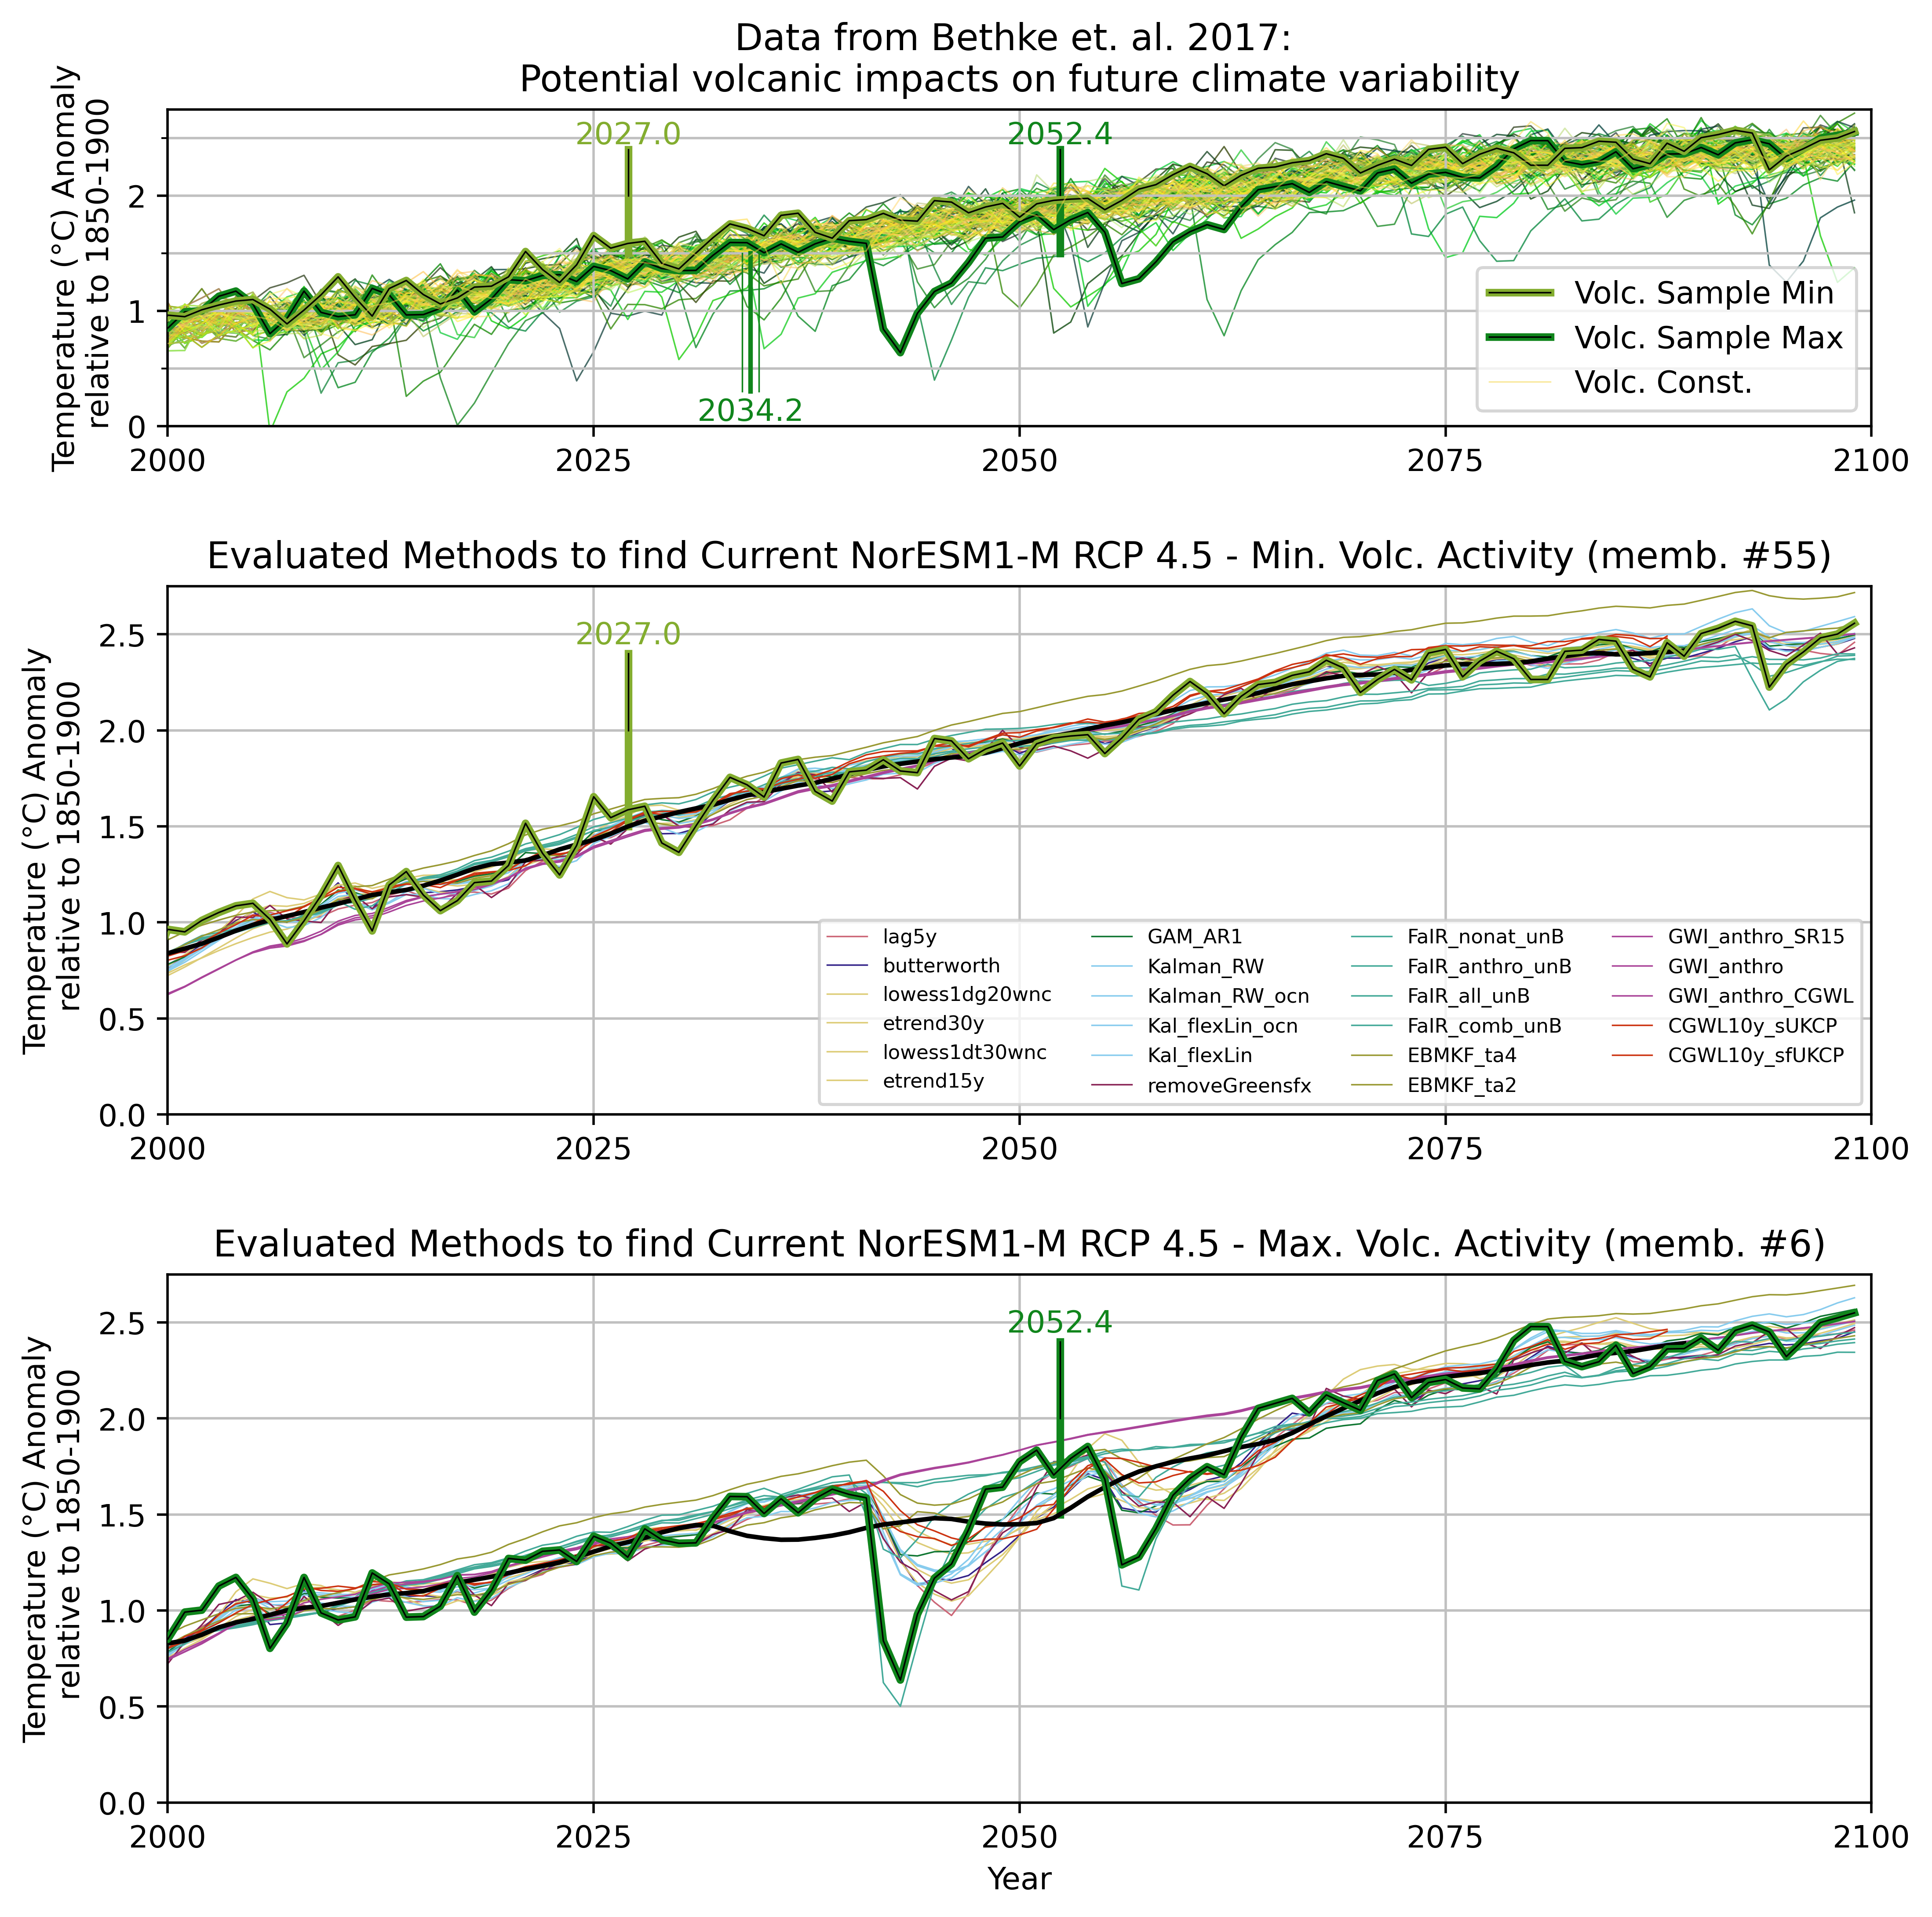 Data from Bethke et. al. 2017:
Potential volcanic impacts on future climate variability
Temperature (°C) Anomaly
relative to 1850-1900
2027.0
2052.4
2
1
0
2034.2
Volc. Sample Min
Volc. Sample Max
Volc. Const.
2000
2025
2050
2075
2100
Evaluated Methods to find Current NorESM1-M RCP 4.5 - Min. Volc. Activity (memb. #55)
Temperature (°C) Anomaly
relative to 1850-1900
2027.0
2.5
2.0
1.5
1.0
0.5
0.0
lag5y
butterworth
lowess1dg20wnc
etrend30y
lowess1dt30wnc
etrend15y
GAM_AR1
Kalman_RW
Kalman_RW_ocn
Kal_flexLin_ocn
Kal_flexLin
removeGreensfx
FaIR_nonat_unB
FaIR_anthro_unB
FaIR_all_unB
FaIR_comb_unB
EBMKF_ta4
EBMKF_ta2
GWI_anthro_SR15
GWI_anthro
GWI_anthro_CGWL
CGWL10y_sUKCP
CGWL10y_sfUKCP
2000
2025
2050
2075
2100
Evaluated Methods to find Current NorESM1-M RCP 4.5 - Max. Volc. Activity (memb. #6)
Temperature (°C) Anomaly
relative to 1850-1900
2052.4
2.5
2.0
1.5
1.0
0.5
0.0
2000
2025
2050
2075
2100
Year